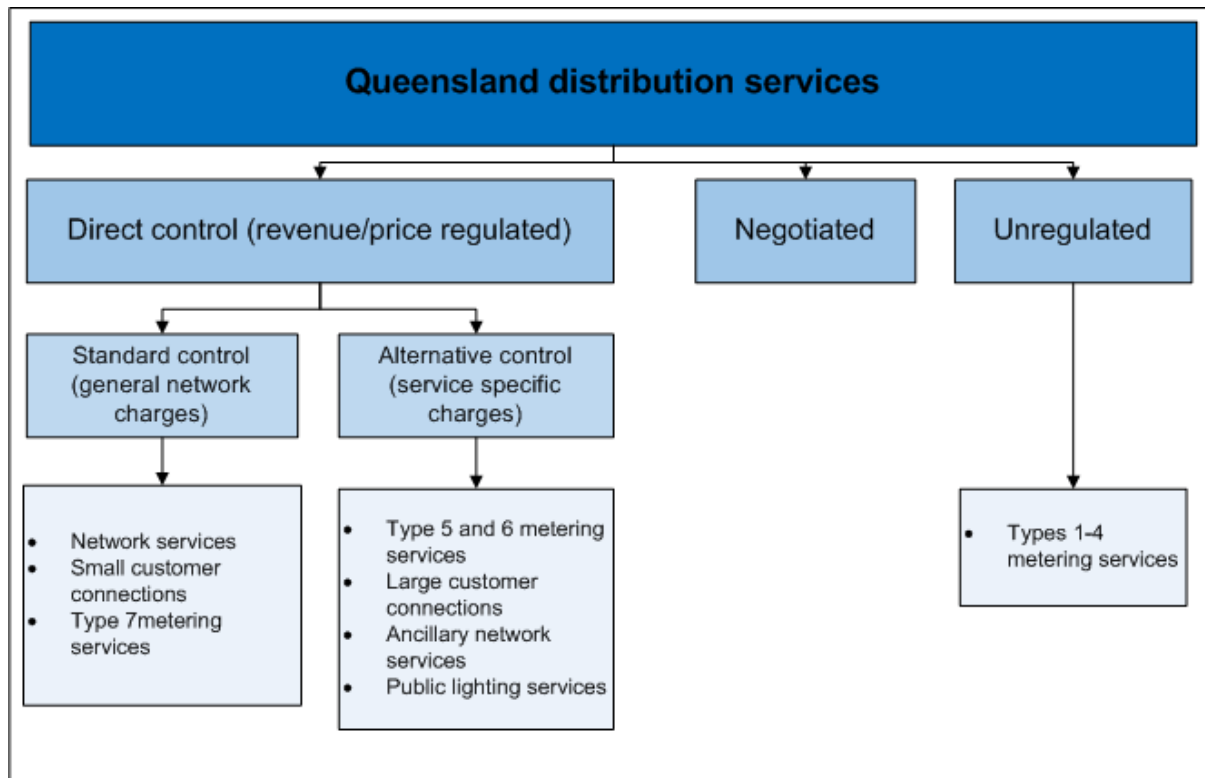 Queensland distribution services
Direct control (revenue/price regulated)
Negotiated
Unregulated
Standard control
(general network
charges)
Alternative control
(service specific
charges)
• Network services
• Small customer
connections
• Type 7metering
services
• Type 5 and 6 metering
services
• Large customer
connections
• Ancillary network
services
• Public lighting services
• Types 1-4
metering services